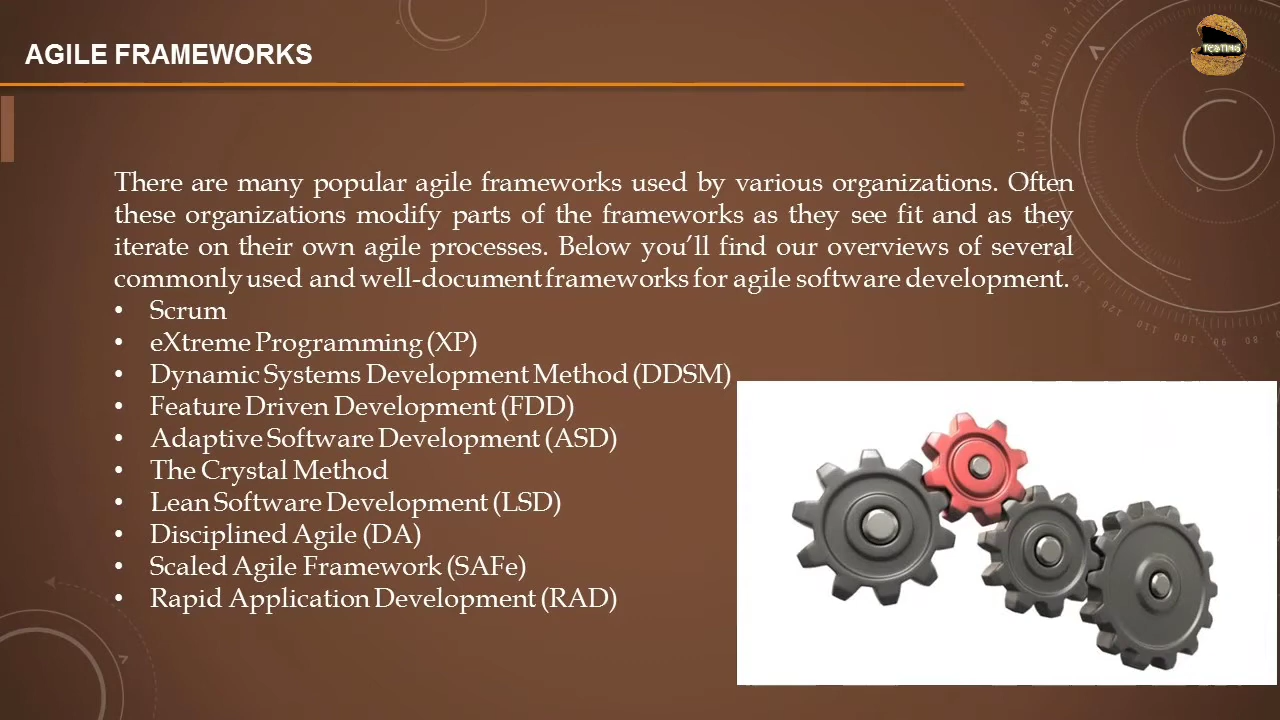 AGILE FRAMEWORKS
TESTING
There are many popular agile frameworks used by various organizations. Often
these organizations modify parts of the frameworks as they see fit and as they
iterate on their own agile processes. Below you’ll find our overviews of several
commonly used and well-document frameworks for agile software development.
• Scrum
• eXtreme Programming (XP)
• Dynamic Systems Development Method (DDSM)
• Feature Driven Development (FDD)
• Adaptive Software Development (ASD)
• The Crystal Method
• Lean Software Development (LSD)
• Disciplined Agile (DA)
• Scaled Agile Framework (SAFe)
• Rapid Application Development (RAD)